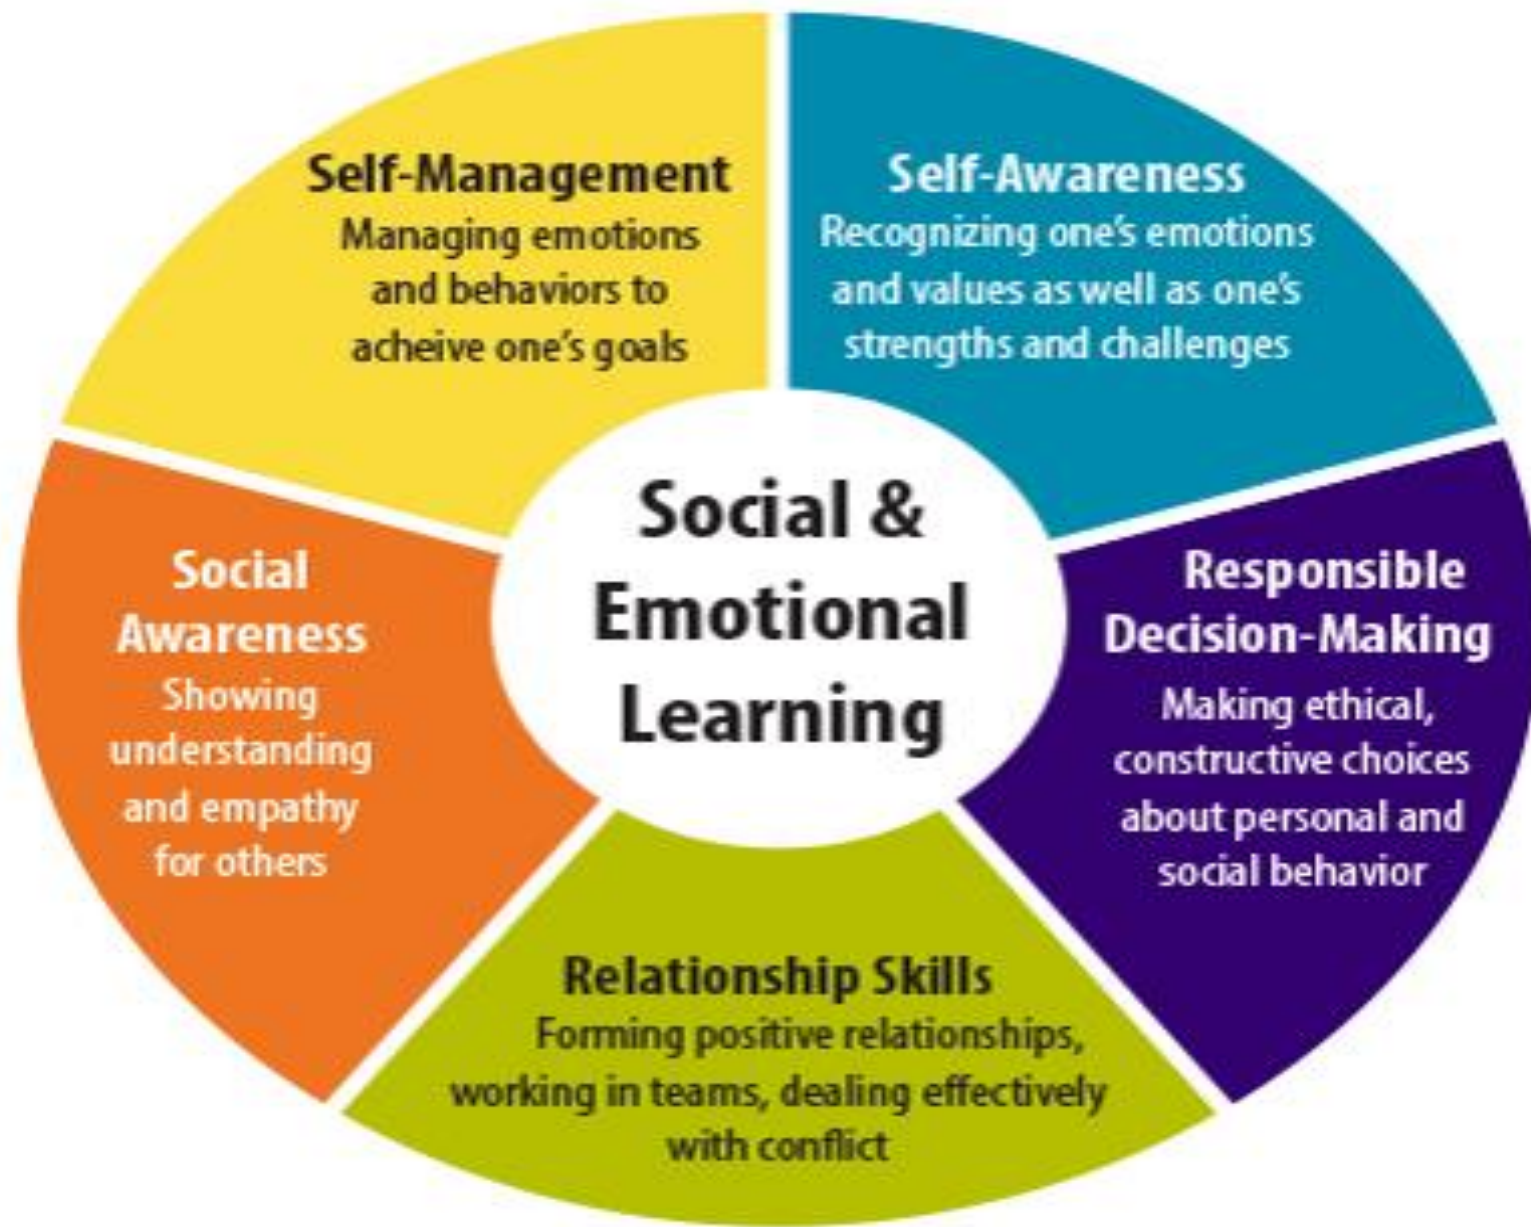 Self-Management
Managing emotions
and behaviors to
acheive one's goals
Self-Awareness
Recognizing one's emotions
and values as well as one's
strengths and challenges
Social &
Emotional
Learning
Social
Awareness
Showing
understanding
and empathy
for others
Responsible
Decision-Making
Making ethical,
constructive choices
about personal and
social behavior
Relationship Skills
Forming positive relationships,
working in teams, dealing effectively
with conflict